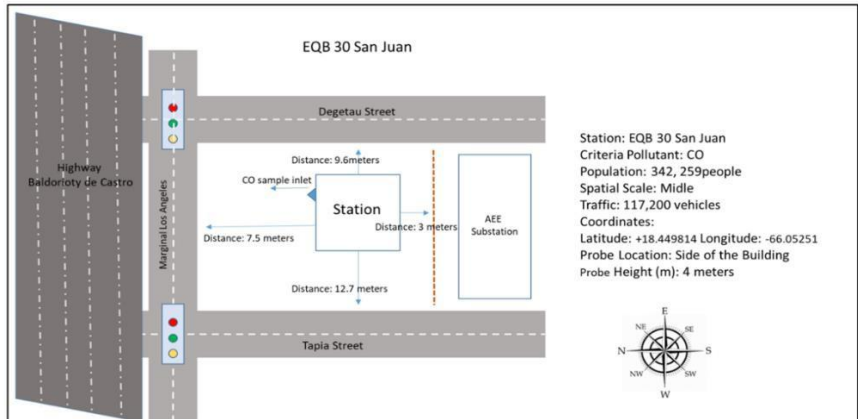 EQB 30 San Juan
Degetau Street
Highway
Baldorioty de Castro
Marginal Los Angeles
Distance: 9.6meters
CO sample inlet
Station
Distance: 7.5 meters
Distance: 3 meters
AEE
Substation
Distance: 12.7 meters
Tapia Street
Station: EQB 30 San Juan
Criteria Pollutant: CO
Population: 342, 259people
Spatial Scale: Midle
Traffic: 117,200 vehicles
Coordinates:
Latitude: +18.449814 Longitude: -66.05251
Probe Location: Side of the Building
Probe Height (m): 4 meters
E
NE
SE
N
S
NW
SW
W